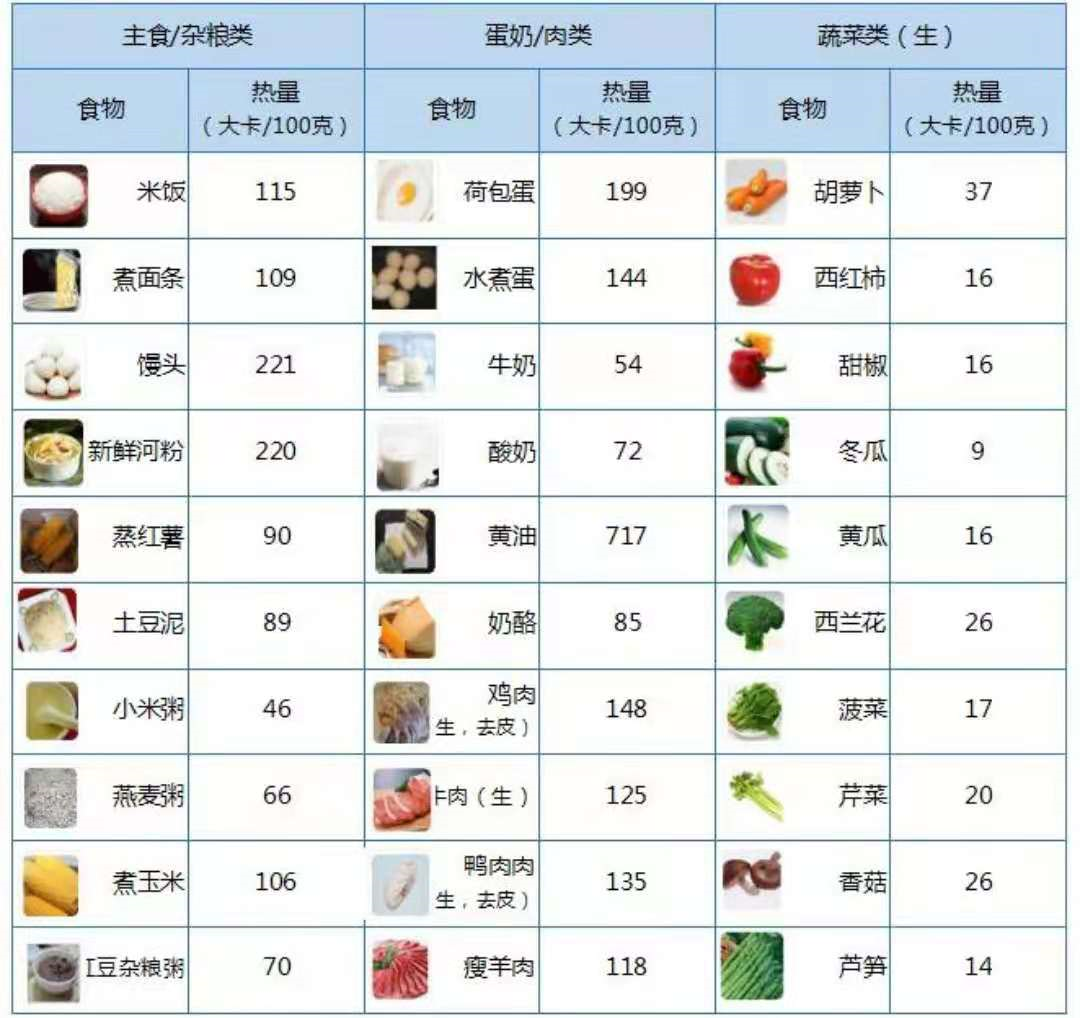 主食/杂粮类 蛋奶/肉类 蔬菜类（生）
食物 热量（大卡/100克） 食物 热量（大卡/100克） 食物 热量（大卡/100克）
米饭 115 荷包蛋 199 胡萝卜 37
煮面条 109 水煮蛋 144 西红柿 16
馒头 221 牛奶 54 甜椒 16
新鲜河粉 220 酸奶 72 冬瓜 9
蒸红薯 90 黄油 717 黄瓜 16
土豆泥 89 奶酪 85 西兰花 26
小米粥 46 鸡肉 生，去皮） 148 菠菜 17
燕麦粥 66 肉（生） 125 芹菜 20
煮玉米 106 鸭肉肉 生，去皮） 135 香菇 26
豆杂粮粥 70 瘦羊肉 118 芦笋 14